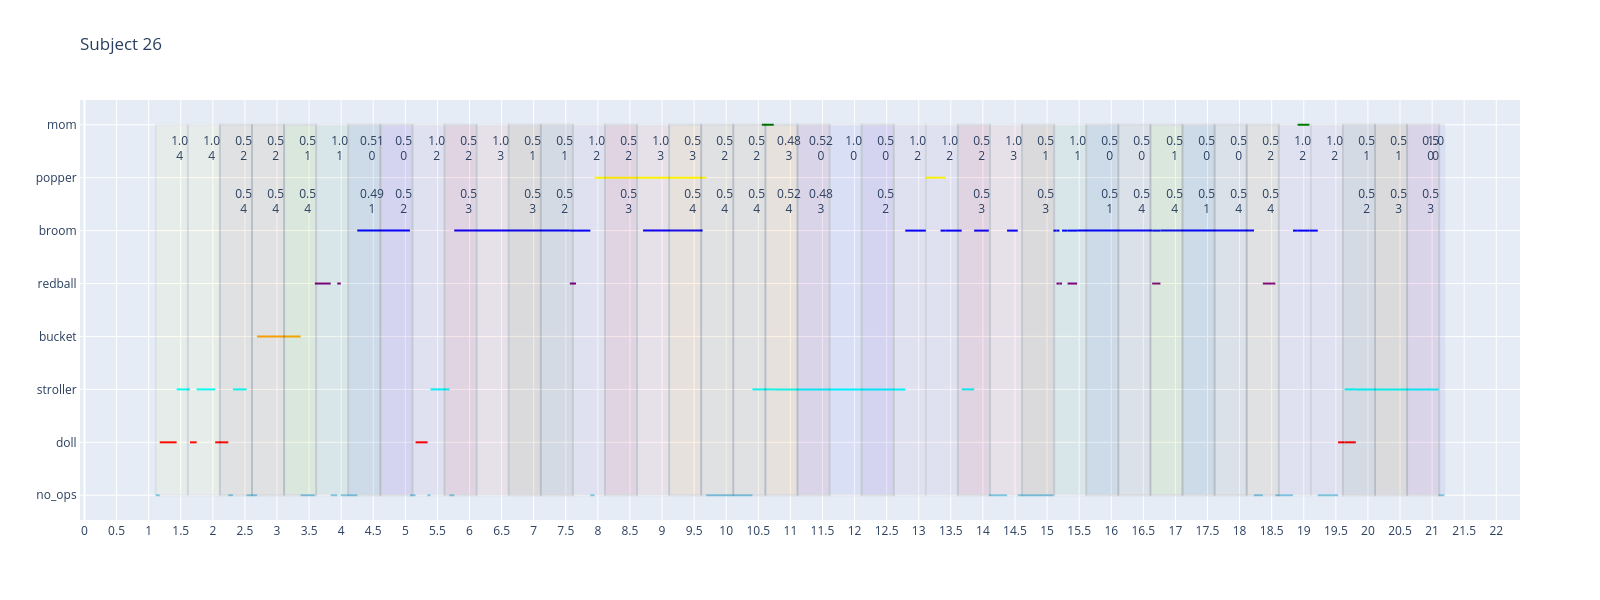 Subject 26
mom
1.0 1.0 0.5 0.5 0.5 1.0 0.51 0.5 1.0 0.5 1.0 0.5 0.5 1.0 0.5 1.0 0.5 0.5 0.5 0.48 0.52 1.0 0.5 1.0 1.0 0.5 1.0 0.5 1.0 0.5 0.5 0.5 0.5 0.5 0.5 1.0 1.0 0.5 0.5
4 4 2 2 1 1 0 0 2 2 3 1 1 2 2 3 3 2 2 3 0 0 0 2 2 2 3 1 1 0 0 1 0 0 2 2 2 1 1
popper
0.5 0.5 0.5 0.49 0.5 0.5 0.5 0.5 0.5 0.5 0.5 0.5 0.52 0.48 0.5 0.5 0.5 0.5 0.5 0.5 0.5 0.5 0.5 0.5 0.5 0.5
4 4 4 1 2 3 3 2 3 4 4 4 4 3 2 3 3 1 4 4 1 4 4 2 3 3
broom
redball
bucket
stroller
doll
no_ops
0 0.5 1 1.5 2 2.5 3 3.5 4 4.5 5 5.5 6 6.5 7 7.5 8 8.5 9 9.5 10 10.5 11 11.5 12 12.5 13 13.5 14 14.5 15 15.5 16 16.5 17 17.5 18 18.5 19 19.5 20 20.5 21 21.5 22